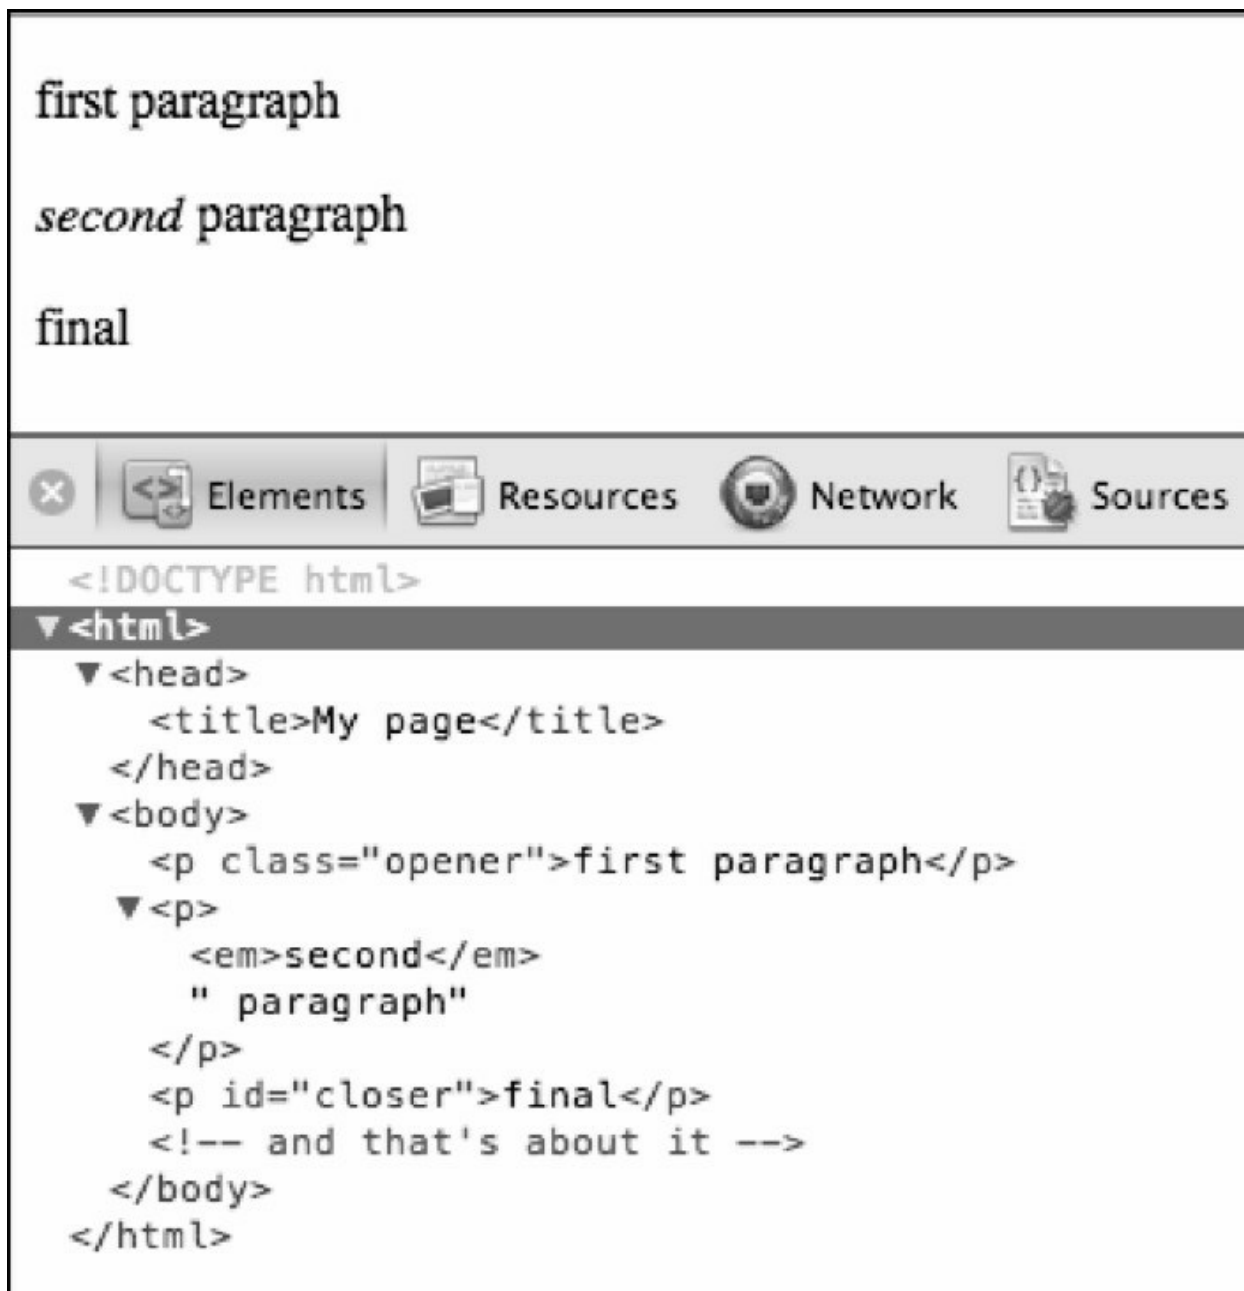 first paragraph
second paragraph
final
Elements Resources Network Sources
<!DOCTYPE html>
<html>
<head>
<title>My page</title>
</head>
<body>
<p class="opener">first paragraph</p>
<p>
<em>second</em>
" paragraph"
</p>
<p id="closer">final</p>
<!-- and that's about it -->
</body>
</html>